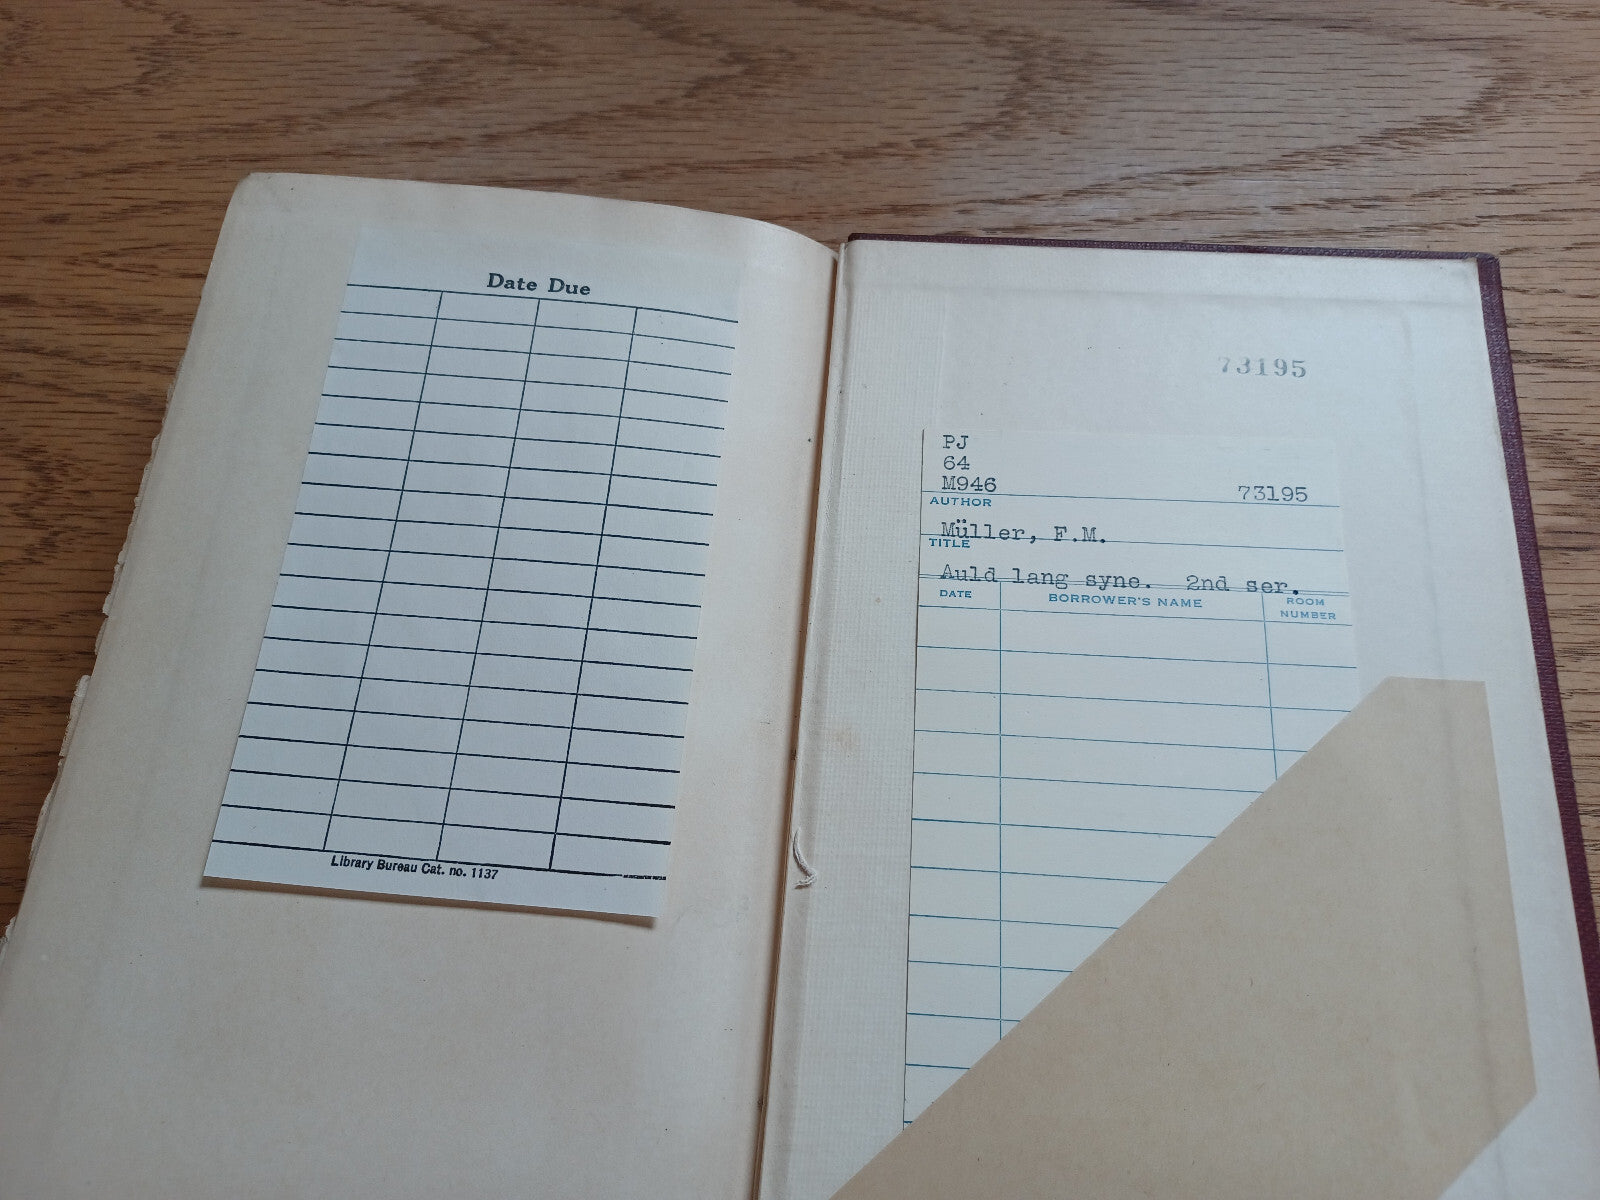 Date Due
Library Bureau Cat. no. 1137
73195
PJ
64
M946 73195
AUTHOR
Müller, F.M.
TITLE
Auld lang syne. 2nd ser.
DATE BORROWER'S NAME ROOM NUMBER